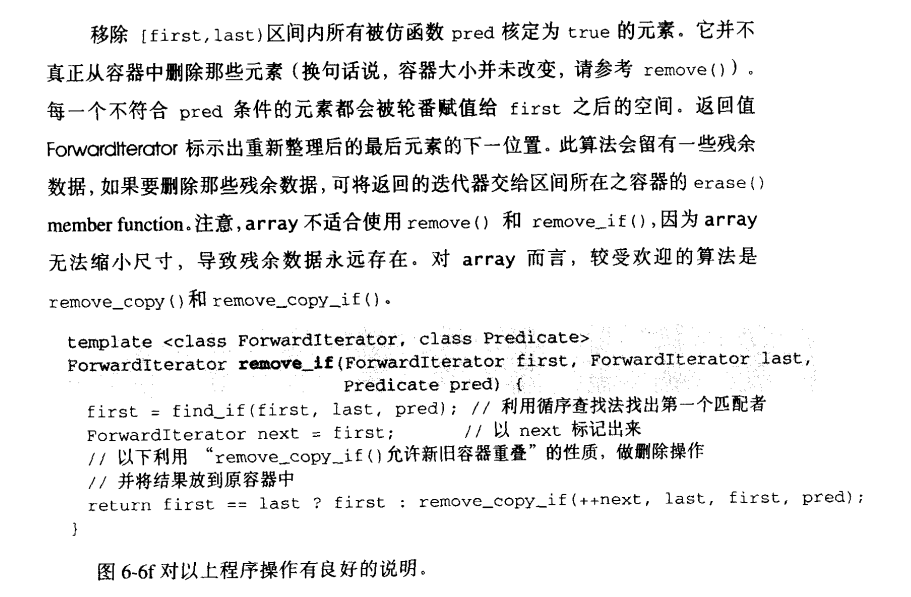 移除 [first,last)区间内所有被仿函数 pred 核定为 true 的元素。它并不
真正从容器中删除那些元素（换句话说，容器大小并未改变，请参考 remove()）。
每一个不符合 pred 条件的元素都会被轮番赋值给 first 之后的空间。返回值
ForwardIterator 标示出重新整理后的最后元素的下一位置。此算法会留有一些残余
数据，如果要删除那些残余数据，可将返回的迭代器交给区间所在之容器的 erase()
member function。注意，array 不适合使用 remove() 和 remove_if()，因为 array
无法缩小尺寸，导致残余数据永远存在。对 array 而言，较受欢迎的算法是
remove_copy()和 remove_copy_if()。
template <class ForwardIterator, class Predicate>
ForwardIterator remove_if(ForwardIterator first, ForwardIterator last,
Predicate pred) {
first = find_if(first, last, pred); // 利用循序查找法找出第一个匹配者
ForwardIterator next = first; // 以 next 标记出来
// 以下利用 “remove_copy_if()允许新旧容器重叠”的性质，做删除操作
// 并将结果放到原容器中
return first == last ? first : remove_copy_if(++next, last, first, pred);
}
图 6-6f 对以上程序操作有良好的说明。